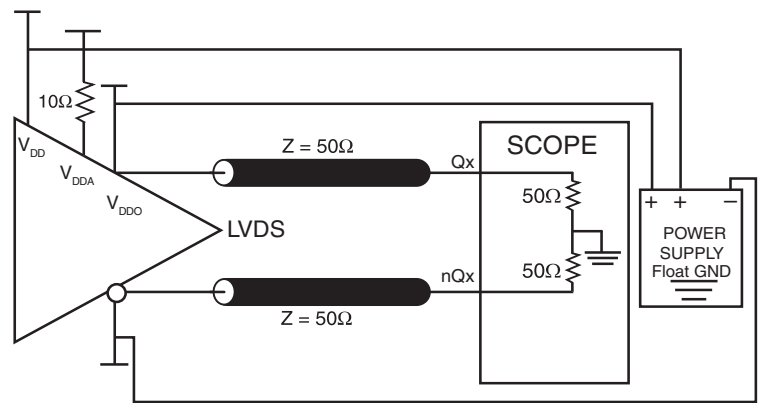 10Ω
V_DD
V_DDA
V_DDO
LVDS
Z = 50Ω
Z = 50Ω
Qx
nQx
SCOPE
50Ω
50Ω
+ + −
POWER
SUPPLY
Float GND